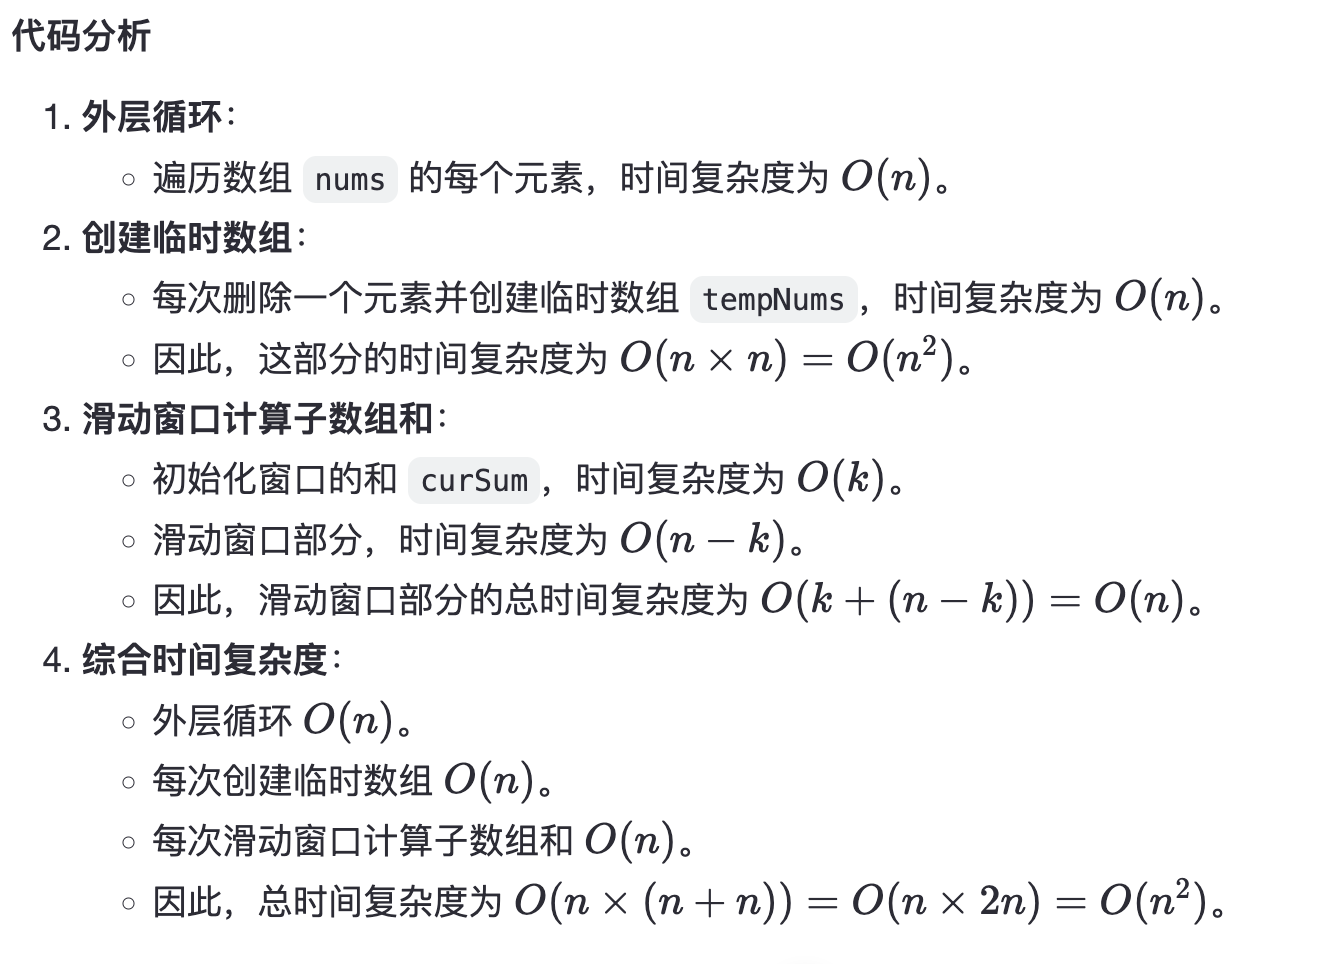 代码分析
1. 外层循环：
◦ 遍历数组 nums 的每个元素，时间复杂度为 O(n)。
2. 创建临时数组：
◦ 每次删除一个元素并创建临时数组 tempNums，时间复杂度为 O(n)。
◦ 因此，这部分的时间复杂度为 O(n × n) = O(n²)。
3. 滑动窗口计算子数组和：
◦ 初始化窗口的和 curSum，时间复杂度为 O(k)。
◦ 滑动窗口部分，时间复杂度为 O(n − k)。
◦ 因此，滑动窗口部分的总时间复杂度为 O(k + (n − k)) = O(n)。
4. 综合时间复杂度：
◦ 外层循环 O(n)。
◦ 每次创建临时数组 O(n)。
◦ 每次滑动窗口计算子数组和 O(n)。
◦ 因此，总时间复杂度为 O(n × (n + n)) = O(n × 2n) = O(n²)。